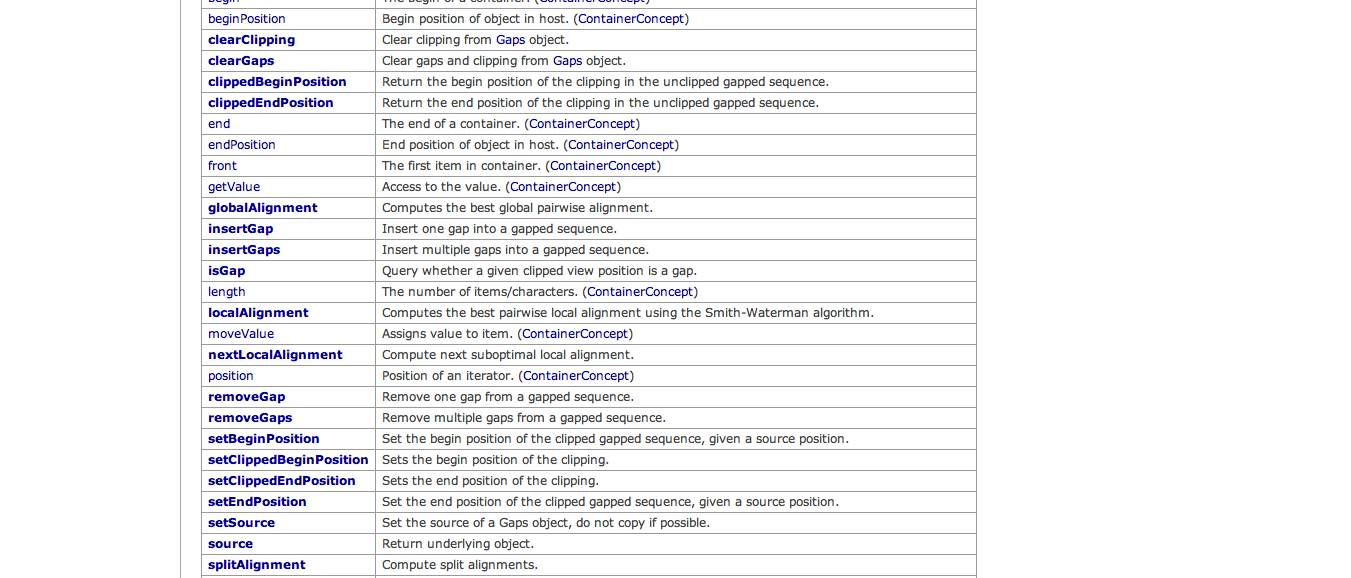 begin The begin of a container. (ContainerConcept)
beginPosition Begin position of object in host. (ContainerConcept)
clearClipping Clear clipping from Gaps object.
clearGaps Clear gaps and clipping from Gaps object.
clippedBeginPosition Return the begin position of the clipping in the unclipped gapped sequence.
clippedEndPosition Return the end position of the clipping in the unclipped gapped sequence.
end The end of a container. (ContainerConcept)
endPosition End position of object in host. (ContainerConcept)
front The first item in container. (ContainerConcept)
getValue Access to the value. (ContainerConcept)
globalAlignment Computes the best global pairwise alignment.
insertGap Insert one gap into a gapped sequence.
insertGaps Insert multiple gaps into a gapped sequence.
isGap Query whether a given clipped view position is a gap.
length The number of items/characters. (ContainerConcept)
localAlignment Computes the best pairwise local alignment using the Smith-Waterman algorithm.
moveValue Assigns value to item. (ContainerConcept)
nextLocalAlignment Compute next suboptimal local alignment.
position Position of an iterator. (ContainerConcept)
removeGap Remove one gap from a gapped sequence.
removeGaps Remove multiple gaps from a gapped sequence.
setBeginPosition Set the begin position of the clipped gapped sequence, given a source position.
setClippedBeginPosition Sets the begin position of the clipping.
setClippedEndPosition Sets the end position of the clipping.
setEndPosition Set the end position of the clipped gapped sequence, given a source position.
setSource Set the source of a Gaps object, do not copy if possible.
source Return underlying object.
splitAlignment Compute split alignments.